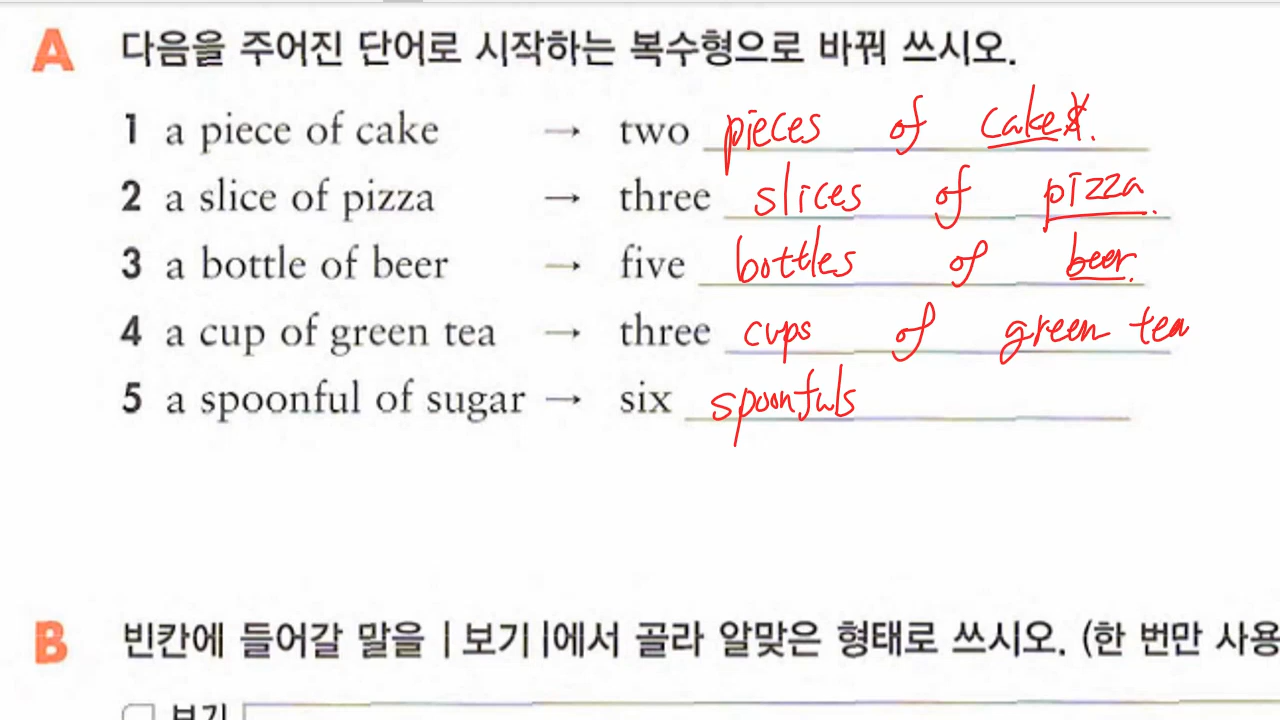 A 다음을 주어진 단어로 시작하는 복수형으로 바꿔 쓰시오.
1 a piece of cake → two pieces of cakes.
2 a slice of pizza → three slices of pizza.
3 a bottle of beer → five bottles of beer.
4 a cup of green tea → three cups of green tea
5 a spoonful of sugar → six spoonfuls
B 빈칸에 들어갈 말을 | 보기 |에서 골라 알맞은 형태로 쓰시오. (한 번만 사용
보기